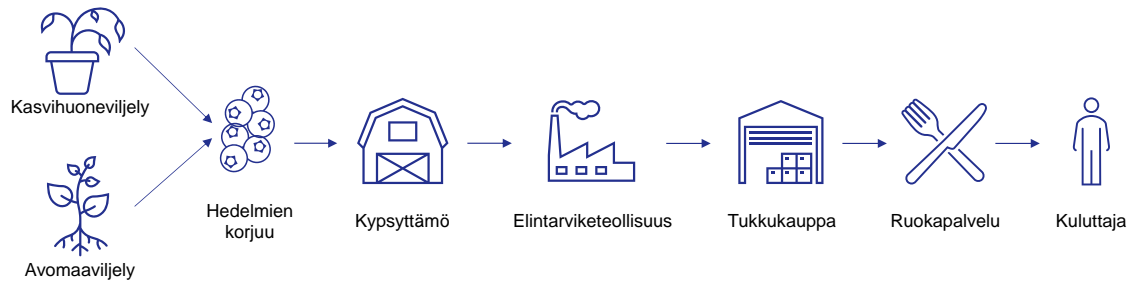 Kasvihuoneviljely
Avomaaviljely
Hedelmien
korjuu
Kypsyttämö
Elintarviketeollisuus
Tukkukauppa
Ruokapalvelu
Kuluttaja